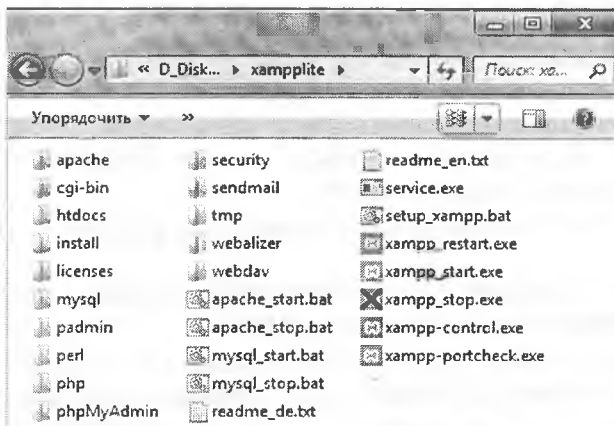 « D_Disk... ▸ xampplite ▸ Поиск: xa...
Упорядочить »
apache
cgi-bin
htdocs
install
licenses
mysql
padmin
perl
php
phpMyAdmin
security
sendmail
tmp
webalizer
webdav
apache_start.bat
apache_stop.bat
mysql_start.bat
mysql_stop.bat
readme_de.txt
readme_en.txt
service.exe
setup_xampp.bat
xampp_restart.exe
xampp_start.exe
xampp_stop.exe
xampp-control.exe
xampp-portcheck.exe